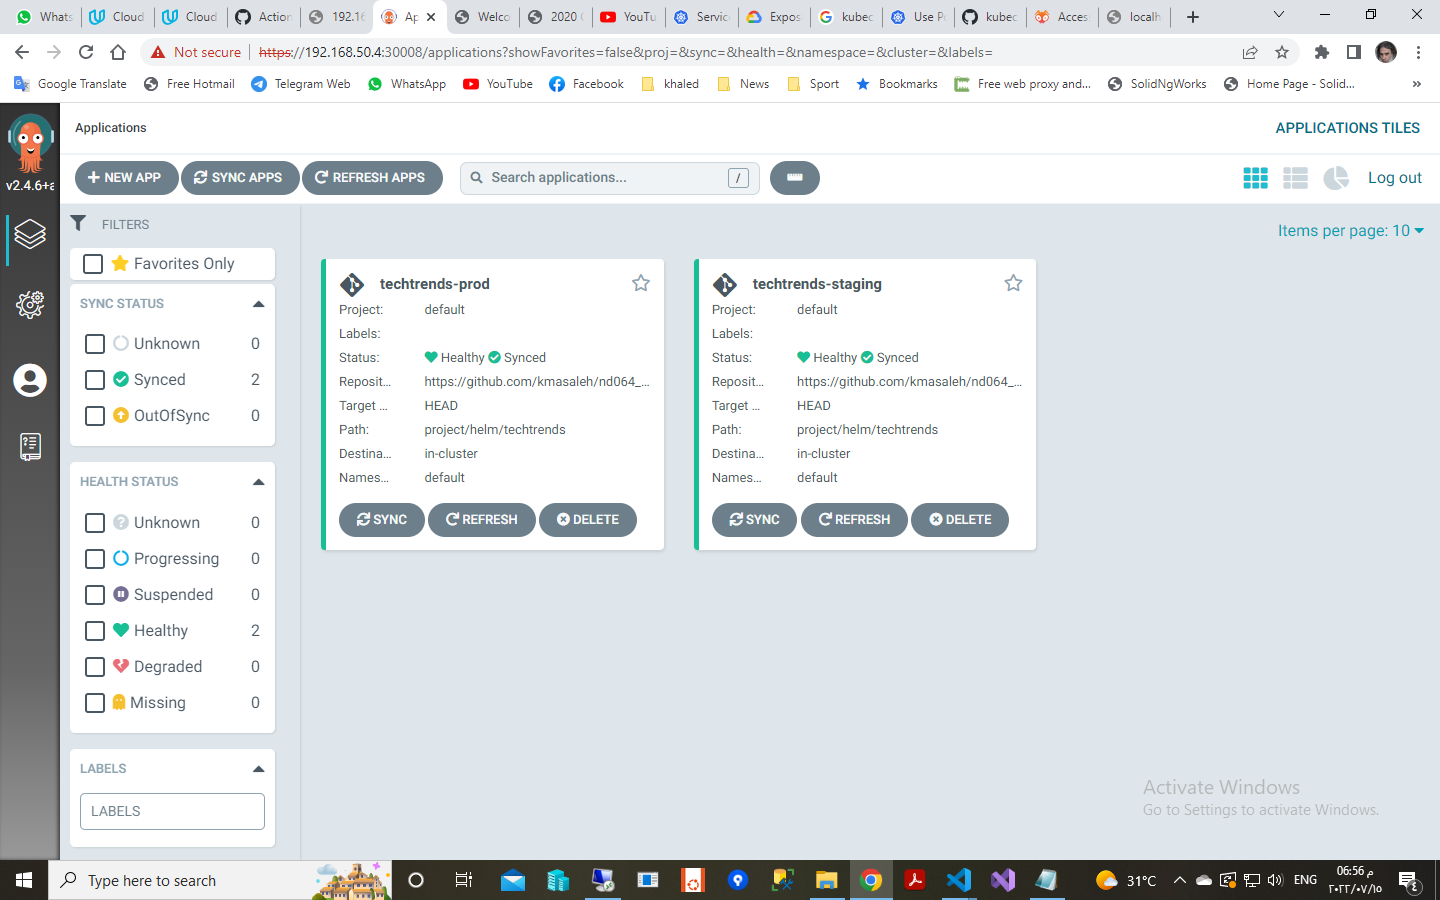 Whats
Cloud
Cloud
Action
192.16
Ap
Welco
2020 (
YouTu
Service
Expos
kubec
Use P
kubec
Acces
localh
Not secure
https://192.168.50.4:30008/applications?showFavorites=false&proj=&sync=&health=&namespace=&cluster=&labels=
Google Translate
Free Hotmail
Telegram Web
WhatsApp
YouTube
Facebook
khaled
News
Sport
Bookmarks
Free web proxy and...
SolidNgWorks
Home Page - Solid...
»
v2.4.6+a
Applications
APPLICATIONS TILES
NEW APP
SYNC APPS
REFRESH APPS
Search applications...
/
Log out
FILTERS
Items per page: 10
Favorites Only
SYNC STATUS
Unknown 0
Synced 2
OutOfSync 0
HEALTH STATUS
Unknown 0
Progressing 0
Suspended 0
Healthy 2
Degraded 0
Missing 0
LABELS
LABELS
techtrends-prod
Project: default
Labels:
Status: Healthy Synced
Reposit... https://github.com/kmasaleh/nd064_...
Target ... HEAD
Path: project/helm/techtrends
Destina... in-cluster
Names... default
SYNC REFRESH DELETE
techtrends-staging
Project: default
Labels:
Status: Healthy Synced
Reposit... https://github.com/kmasaleh/nd064_...
Target ... HEAD
Path: project/helm/techtrends
Destina... in-cluster
Names... default
SYNC REFRESH DELETE
Activate Windows
Go to Settings to activate Windows.
Type here to search
31°C
ENG
06:56 م
٢٠٢٢/٠٧/١٥
٤